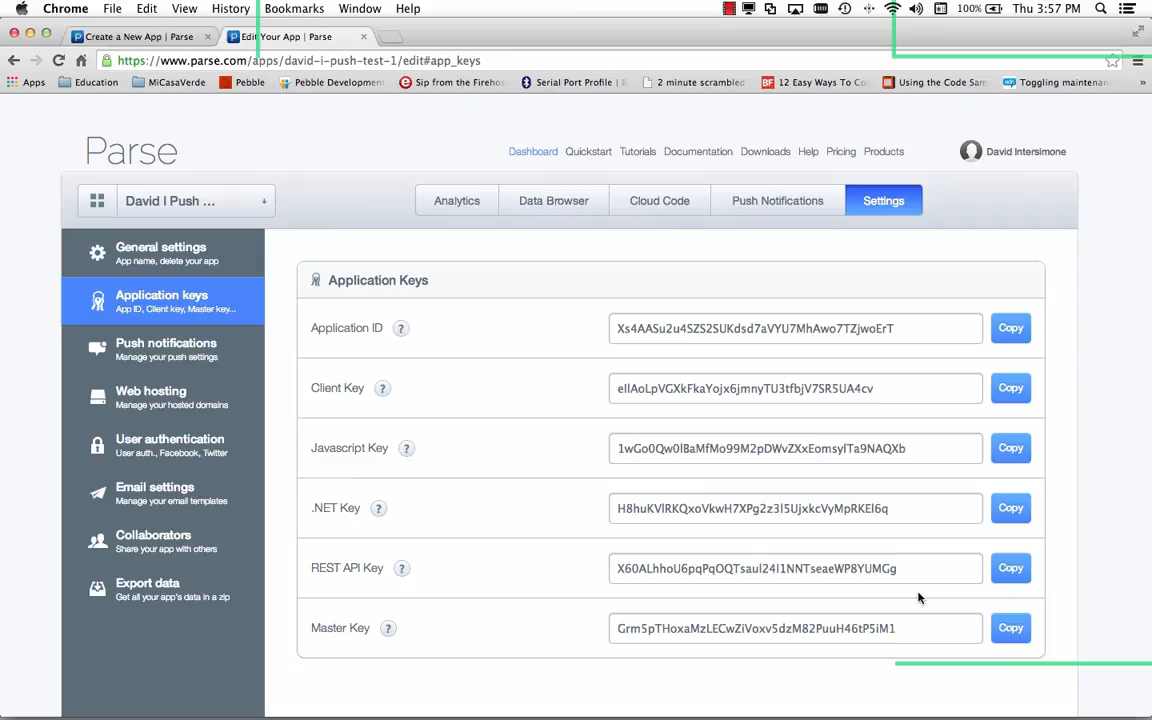 Chrome File Edit View History Bookmarks Window Help 100% Thu 3:57 PM
Create a New App | Parse Edit Your App | Parse
https://www.parse.com/apps/david-i-push-test-1/edit#app_keys
Apps Education MiCasaVerde Pebble Pebble Developmen Sip from the Fireho Serial Port Profile | 2 minute scrambled 12 Easy Ways To Co Using the Code Sam Toggling maintenan »
Parse
Dashboard Quickstart Tutorials Documentation Downloads Help Pricing Products David Intersimone
David I Push ... Analytics Data Browser Cloud Code Push Notifications Settings
General settings
App name, delete your app
Application keys
App ID, Client key, Master key...
Push notifications
Manage your push settings
Web hosting
Manage your hosted domains
User authentication
User auth., Facebook, Twitter
Email settings
Manage your email templates
Collaborators
Share your app with others
Export data
Get all your app's data in a zip
Application Keys
Application ID ? Xs4AASu2u4SZS2SUKdsd7aVYU7MhAwo7TZjwoErT Copy
Client Key ? eIlAoLpVGXkFkaYojx6jmnyTU3tfbjV7SR5UA4cv Copy
Javascript Key ? 1wGo0Qw0lBaMfMo99M2pDWvZXxEomsylTa9NAQXb Copy
.NET Key ? H8huKVlRKQxoVkwH7XPg2z3l5UjxkcVyMpRKEl6q Copy
REST API Key ? X60ALhhoU6pqPqOQTsaul24I1NNTseaeWP8YUMGg Copy
Master Key ? Grm5pTHoxaMzLECwZiVoxv5dzM82PuuH46tP5iM1 Copy